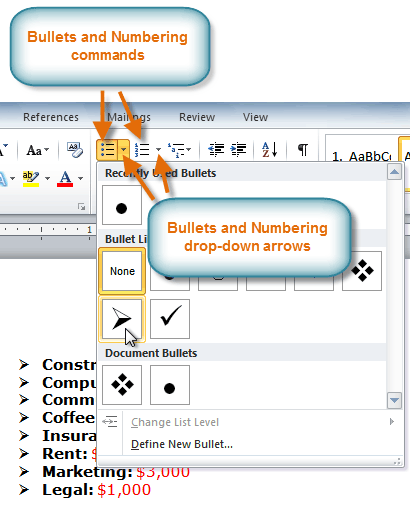 Bullets and Numbering
commands
References Mailings Review View
Aa
1. AaBbCc
A
1
Recently Used Bullets
Bullets and Numbering
drop-down arrows
Bullet Li
None
Document Bullets
Change List Level
Define New Bullet...
Constr
Compu
Comm
Coffee
Insura
Rent: $
Marketing: $3,000
Legal: $1,000